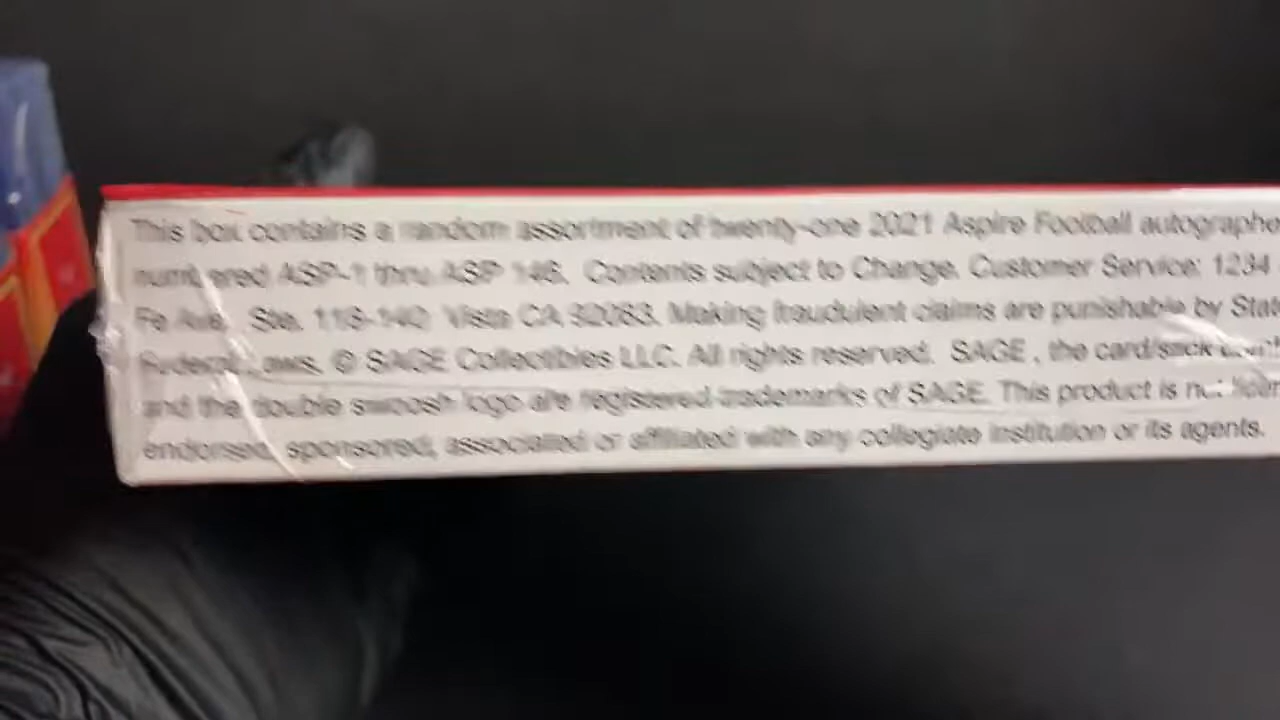 This box contains a random assortment of twenty-one 2021 Aspire Football autographe
numbered ASP-1 thru ASP 146. Contents subject to Change. Customer Service: 1234
Fe Ave. Ste. 118-140 Vista CA 92083. Making fraudulent claims are punishable by Stat
Federal Laws. © SAGE Collectibles LLC. All rights reserved. SAGE, the card/stick
and the double swoosh logo are registered trademarks of SAGE. This product is not
endorsed, sponsored, associated or affiliated with any collegiate institution or its agents.